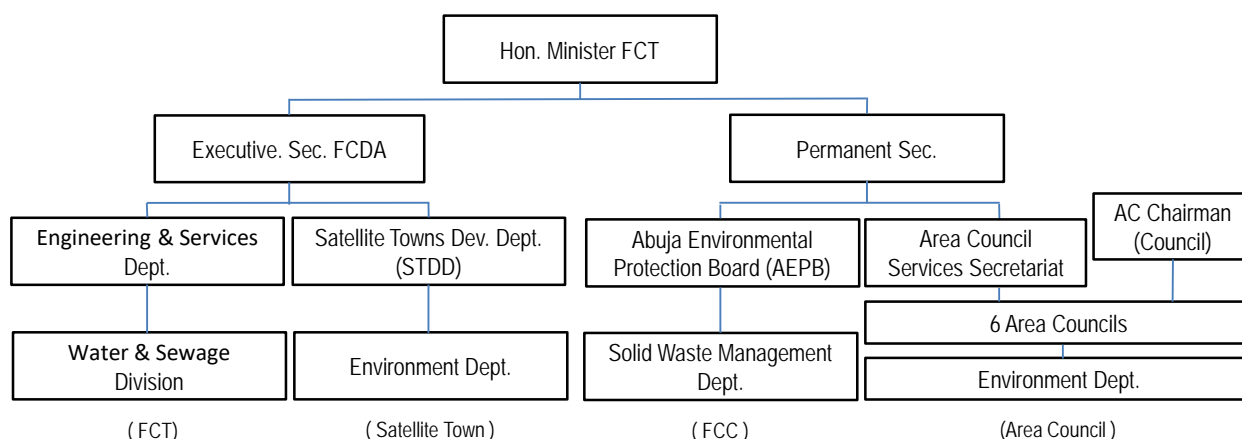 Hon. Minister FCT
Executive. Sec. FCDA
Permanent Sec.
Engineering & Services
Dept.
Satellite Towns Dev. Dept.
(STDD)
Abuja Environmental
Protection Board (AEPB)
Area Council
Services Secretariat
AC Chairman
(Council)
6 Area Councils
Water & Sewage
Division
Environment Dept.
Solid Waste Management
Dept.
Environment Dept.
( FCT)
( Satellite Town )
( FCC )
(Area Council )